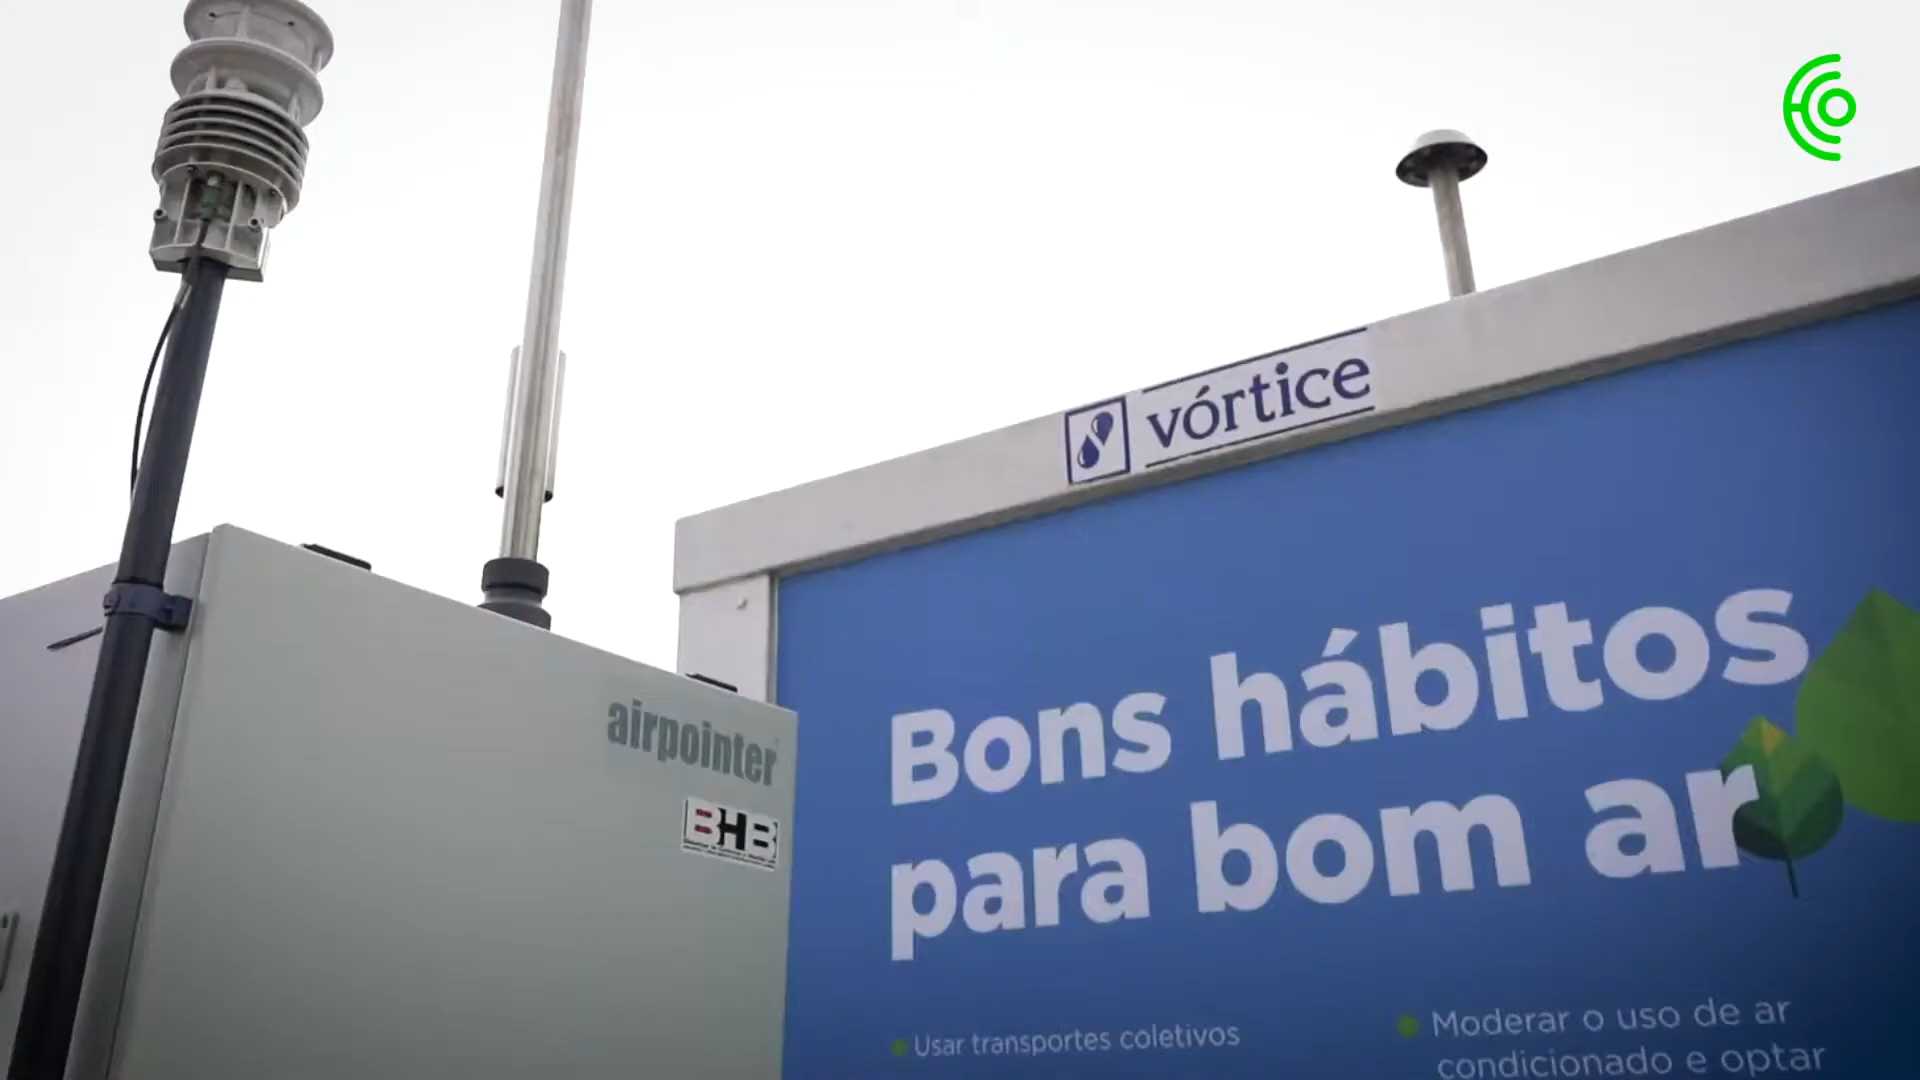 vórtice
airpointer
BHB
Bons hábitos
para bom ar
Usar transportes coletivos
Moderar o uso de ar
condicionado e optar